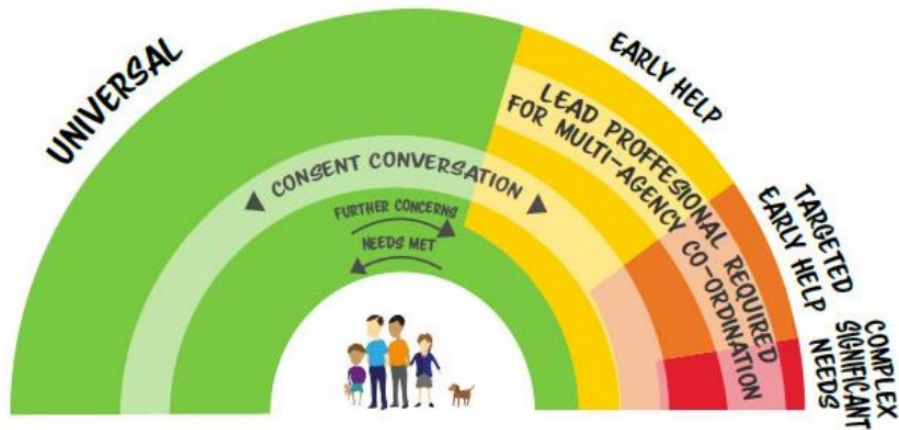 UNIVERSAL
EARLY HELP
LEAD PROFFESIONAL REQUIRED
FOR MULTI-AGENCY CO-ORDINATION
CONSENT CONVERSATION
FURTHER CONCERNS
NEEDS MET
TARGETED
EARLY HELP
COMPLEX
SIGNIFICANT
NEEDS